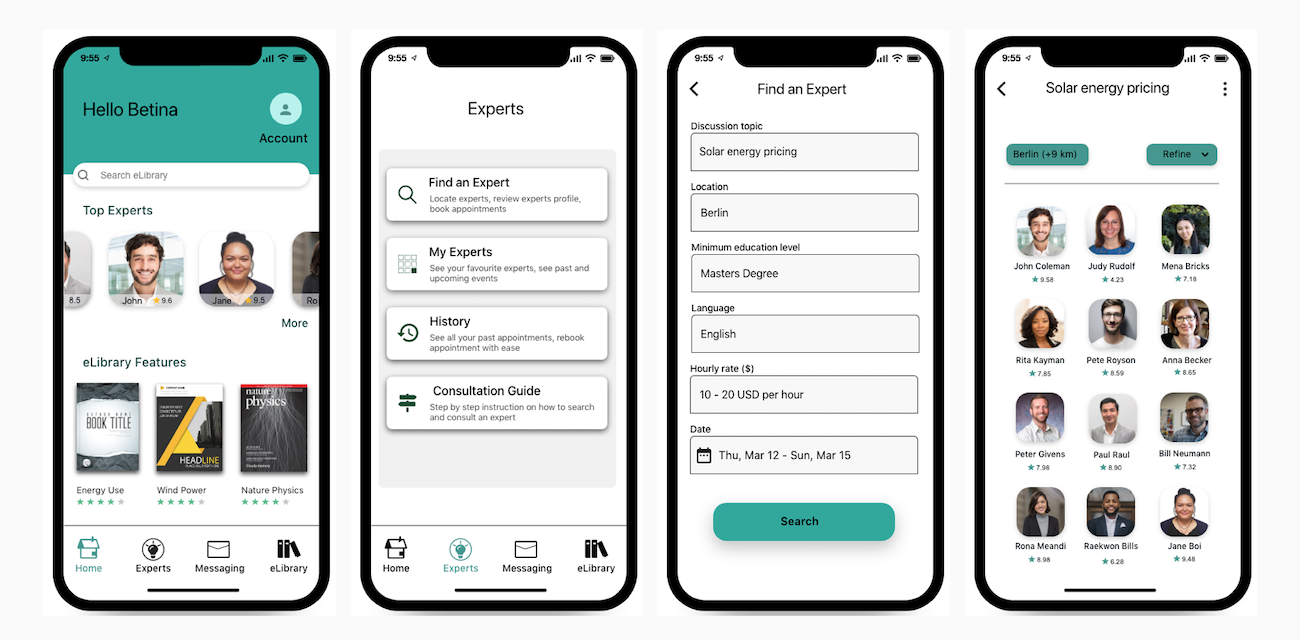 9:55
Hello Betina
Account
Search eLibrary
Top Experts
8.5
John 9.6
Jane 9.5
Ro
More
eLibrary Features
BOOK TITLE
HEADLINE
nature
physics
Energy Use
Wind Power
Nature Physics
Home
Experts
Messaging
eLibrary
9:55
Experts
Find an Expert
Locate experts, review experts profile,
book appointments
My Experts
See your favourite experts, see past and
upcoming events
History
See all your past appointments, rebook
appointment with ease
Consultation Guide
Step by step instruction on how to search
and consult an expert
Home
Experts
Messaging
eLibrary
9:55
Find an Expert
Discussion topic
Solar energy pricing
Location
Berlin
Minimum education level
Masters Degree
Language
English
Hourly rate ($)
10 - 20 USD per hour
Date
Thu, Mar 12 - Sun, Mar 15
Search
9:55
Solar energy pricing
Berlin (+9 km)
Refine
John Coleman
9.58
Judy Rudolf
4.23
Mena Bricks
7.18
Rita Kayman
7.85
Pete Royson
8.59
Anna Becker
8.65
Peter Givens
7.98
Paul Raul
8.90
Bill Neumann
7.32
Rona Meandi
8.98
Raekwon Bills
6.28
Jane Boi
9.48